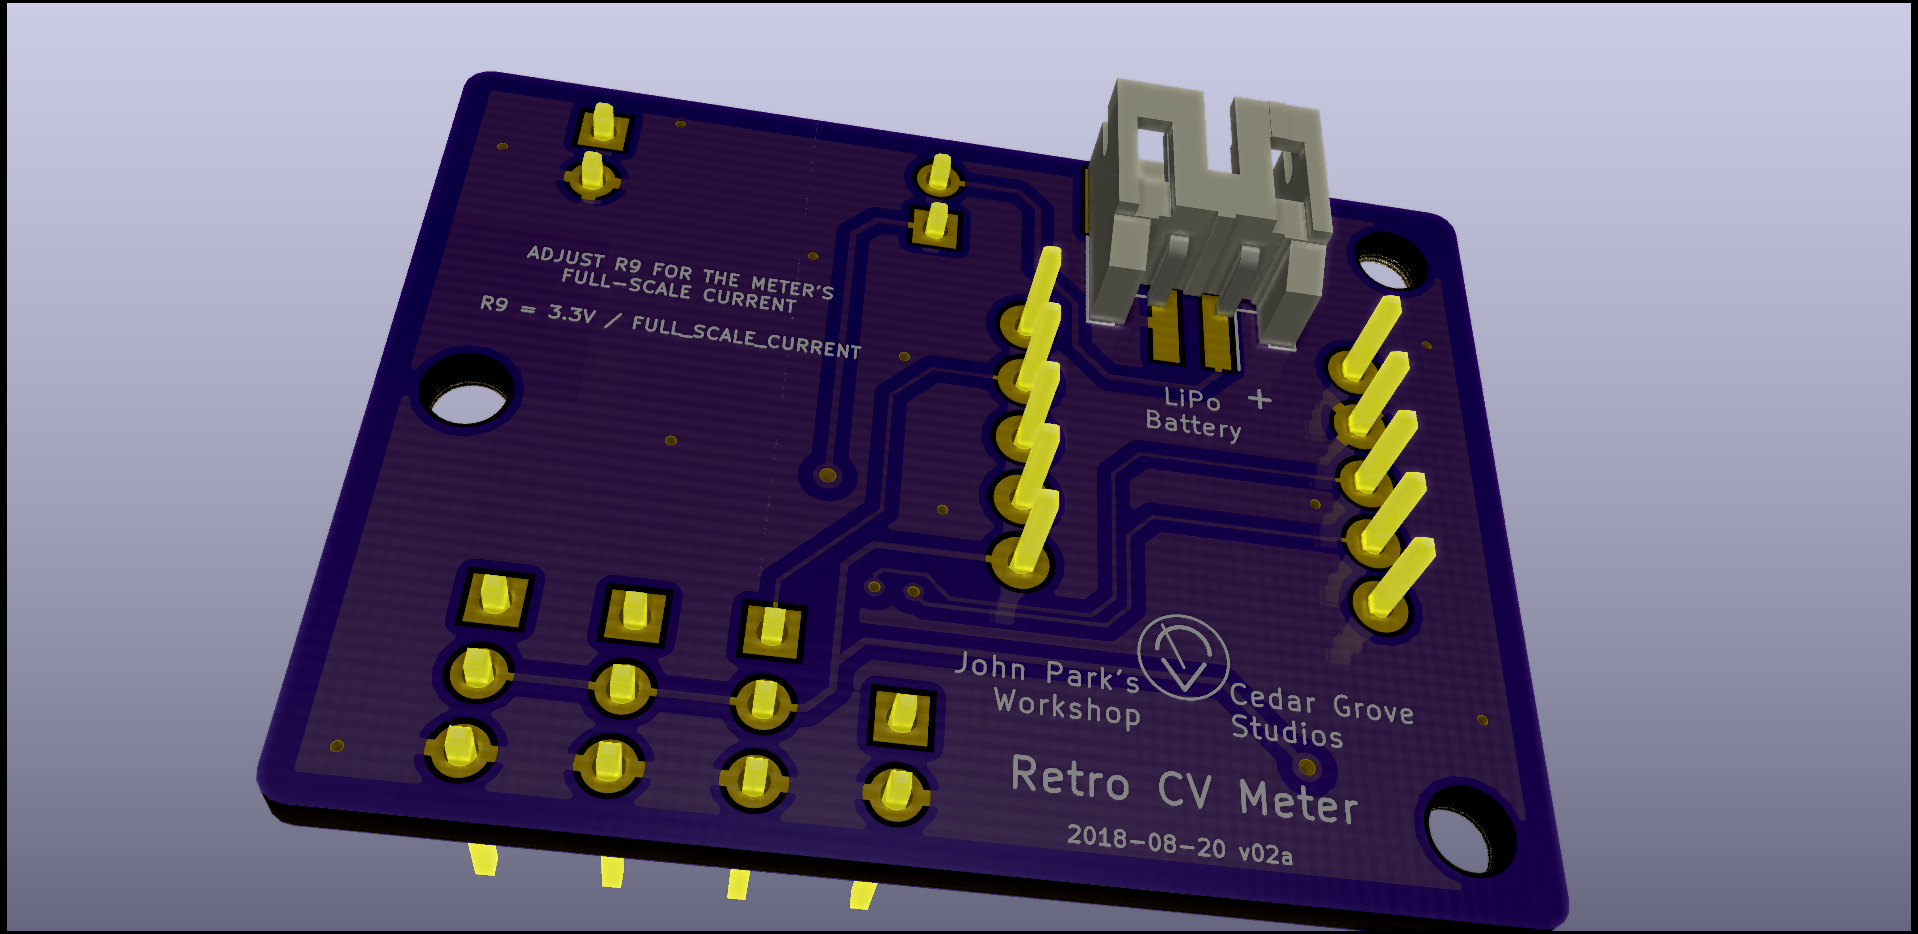 ADJUST R9 FOR THE METER'S
FULL-SCALE CURRENT
R9 = 3.3V / FULL_SCALE_CURRENT
LiPo +
Battery
John Park's
Workshop
Cedar Grove
Studios
Retro CV Meter
2018-08-20 v02a